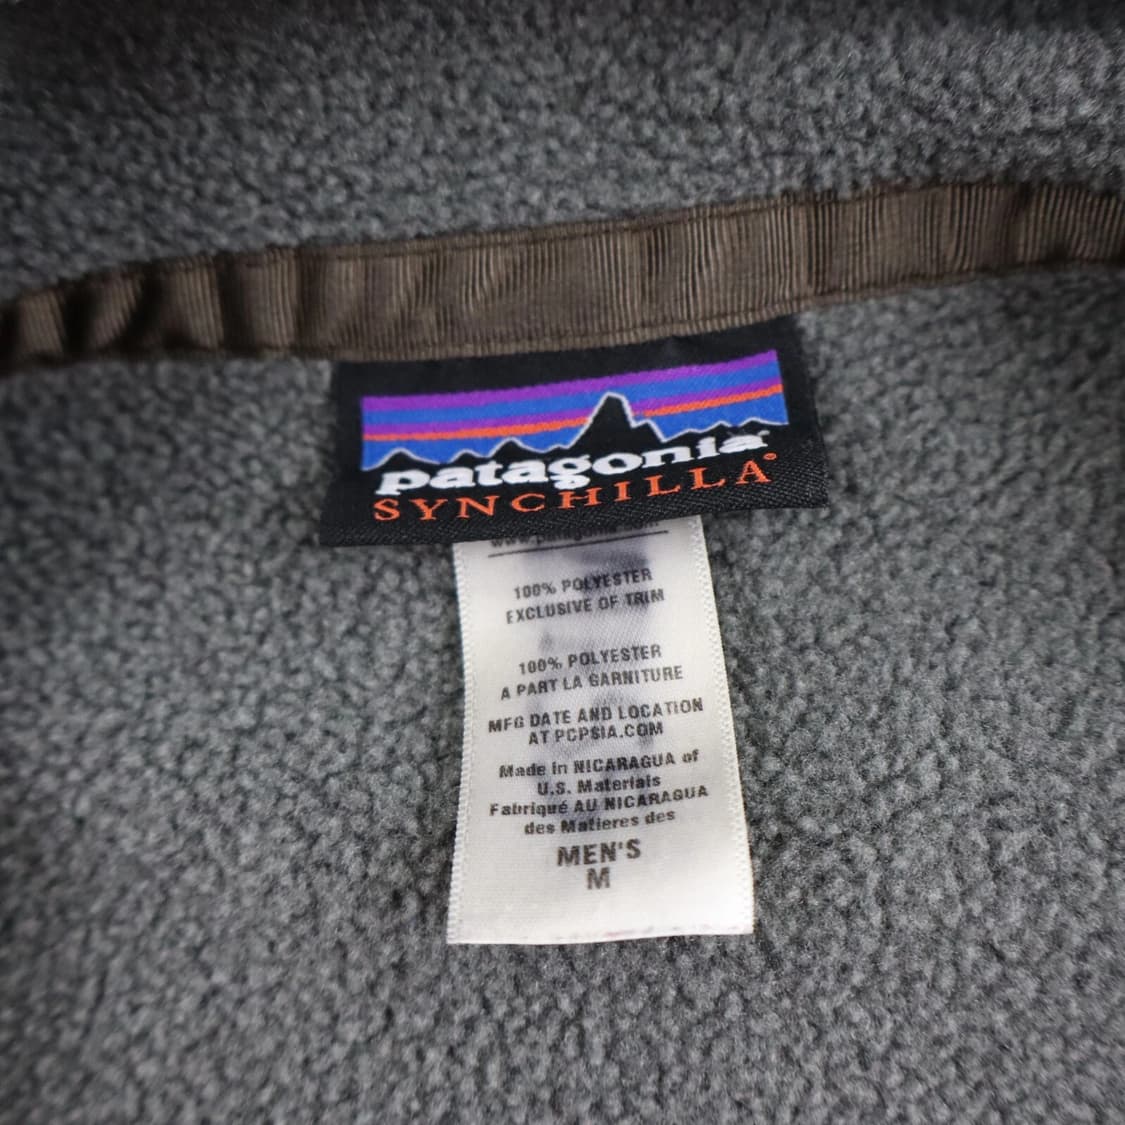 patagonia
SYNCHILLA®
100% POLYESTER
EXCLUSIVE OF TRIM
100% POLYESTER
A PART LA GARNITURE
MFG DATE AND LOCATION
AT PCPSIA.COM
Made in NICARAGUA of
U.S. Materials
Fabriqué AU NICARAGUA
des Matieres des
MEN'S
M